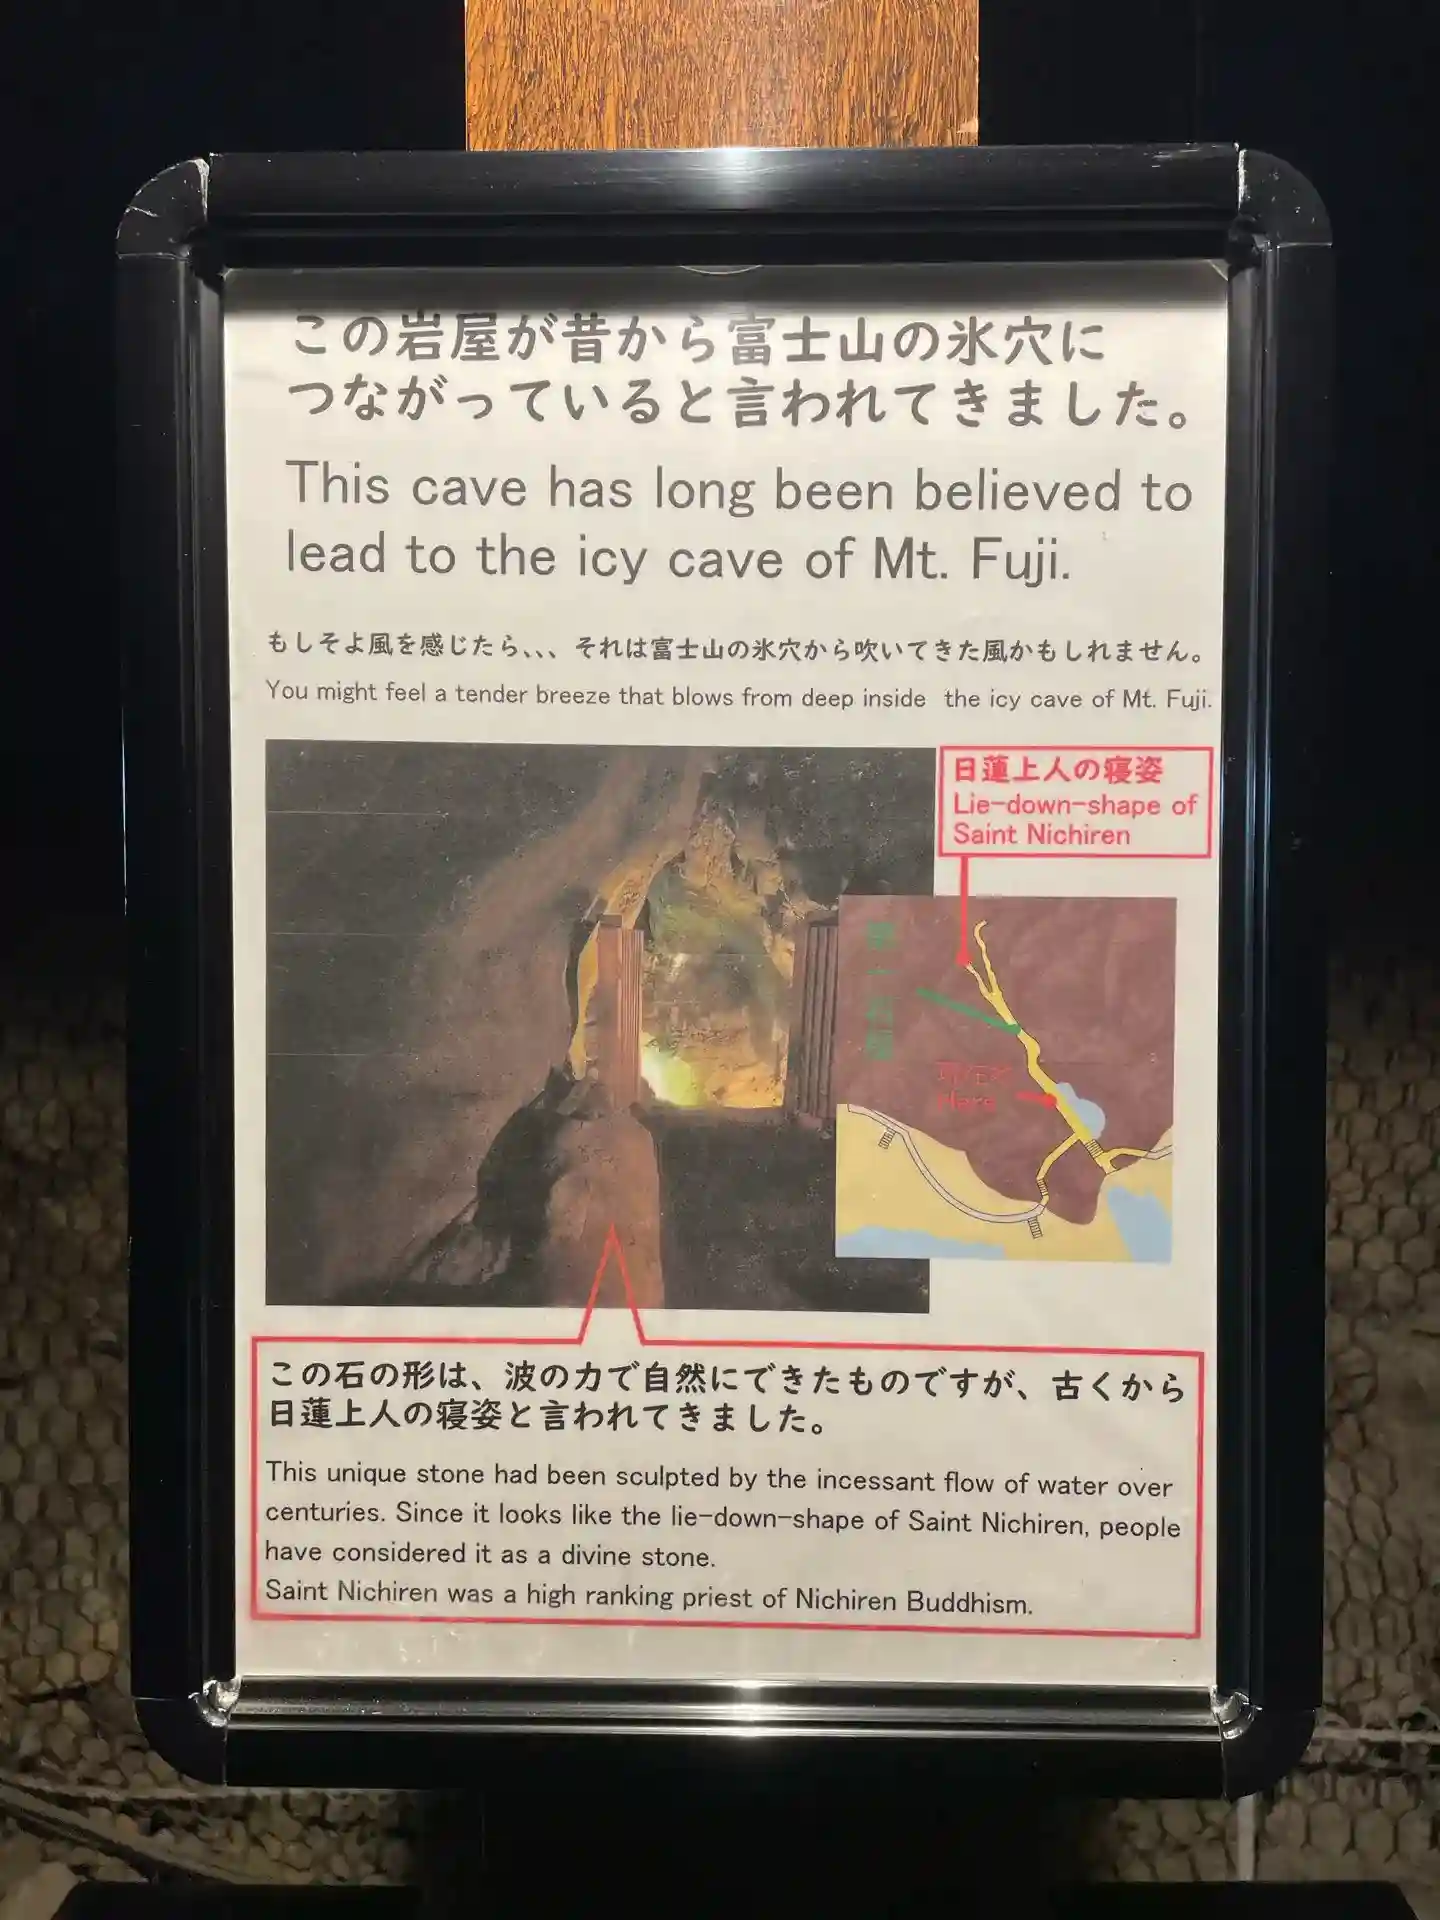 この岩屋が昔から富士山の氷穴に
つながっていると言われてきました。
This cave has long been believed to
lead to the icy cave of Mt. Fuji.
もしそよ風を感じたら、、、それは富士山の氷穴から吹いてきた風かもしれません。
You might feel a tender breeze that blows from deep inside the icy cave of Mt. Fuji.
日蓮上人の寝姿
Lie-down-shape of
Saint Nichiren
第一岩屋
現在地
Here
この石の形は、波の力で自然にできたものですが、古くから
日蓮上人の寝姿と言われてきました。
This unique stone had been sculpted by the incessant flow of water over
centuries. Since it looks like the lie-down-shape of Saint Nichiren, people
have considered it as a divine stone.
Saint Nichiren was a high ranking priest of Nichiren Buddhism.